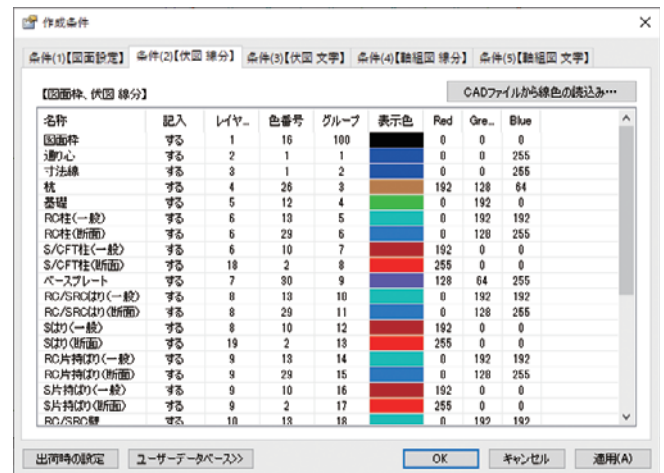 作成条件
条件(1)【図面設定】 条件(2)【伏図 線分】 条件(3)【伏図 文字】 条件(4)【軸組図 線分】 条件(5)【軸組図 文字】
【図面枠、伏図 線分】 CADファイルから線色の読込み…
名称 記入 レイヤ... 色番号 グループ 表示色 Red Gre... Blue
図面枠 する 1 16 100 0 0 0
通り心 する 2 1 1 0 0 255
寸法線 する 3 1 2 0 0 255
杭 する 4 26 3 192 128 64
基礎 する 5 12 4 0 192 0
RC柱(一般) する 6 13 5 0 192 192
RC柱(断面) する 6 29 6 0 128 255
S/CFT柱(一般) する 6 10 7 192 0 0
S/CFT柱(断面) する 18 2 8 255 0 0
ベースプレート する 7 30 9 128 64 255
RC/SRCはり(一般) する 8 13 10 0 192 192
RC/SRCはり(断面) する 8 29 11 0 128 255
Sはり(一般) する 8 10 12 192 0 0
Sはり(断面) する 19 2 13 255 0 0
RC片持はり(一般) する 9 13 14 0 192 192
RC片持はり(断面) する 9 29 15 0 128 255
S片持はり(一般) する 9 10 16 192 0 0
S片持はり(断面) する 9 2 17 255 0 0
RC/SRC壁 する 10 13 18 0 192 192
出荷時の設定 ユーザーデータベース>> OK キャンセル 適用(A)